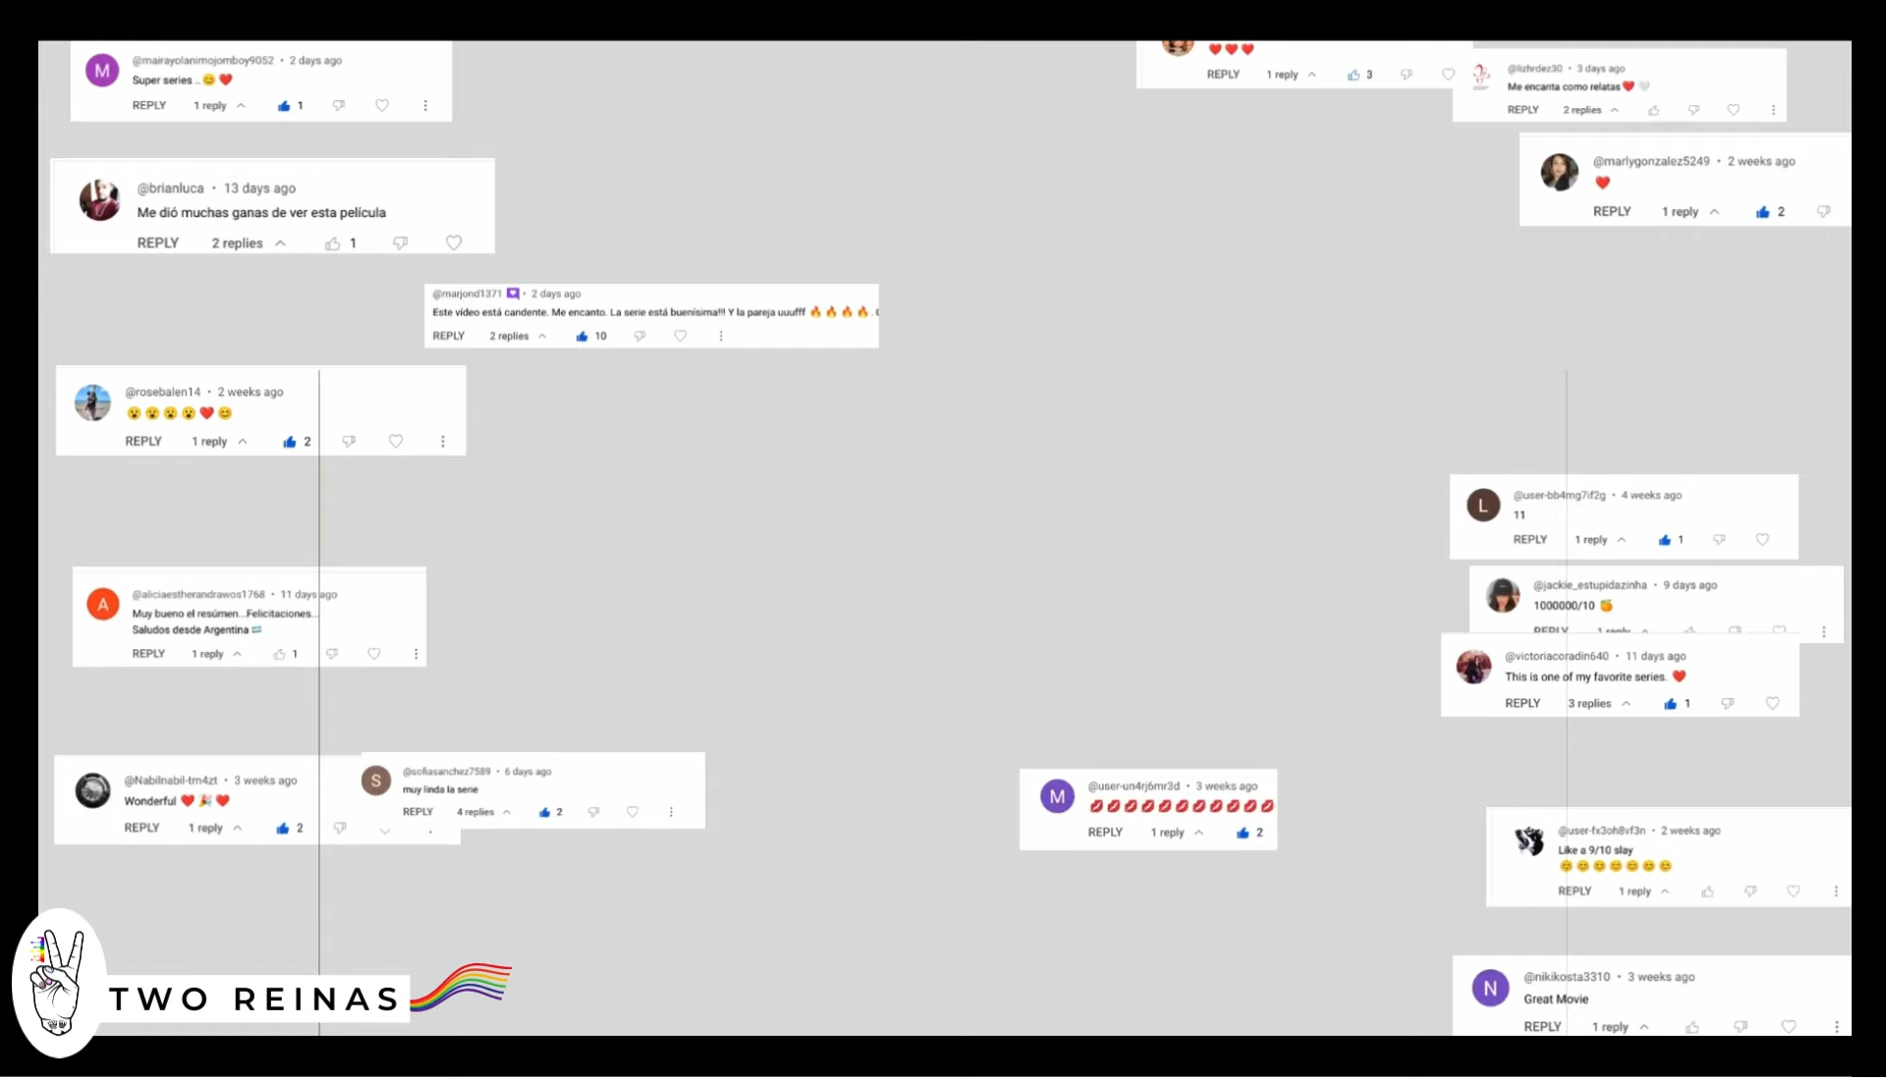 M
@mairayolanimojomboy9052 • 2 days ago
Super series .. 😊 ❤️
REPLY 1 reply 1
REPLY 1 reply 3
@lizhrdez30 • 3 days ago
Me encanta como relatas ❤️ 🤍
REPLY 2 replies
@marlygonzalez5249 • 2 weeks ago
❤️
REPLY 1 reply 2
@brianluca • 13 days ago
Me dió muchas ganas de ver esta película
REPLY 2 replies 1
@marjond1371 • 2 days ago
Este vídeo está candente. Me encanto. La serie está buenísima!!! Y la pareja uuufff 🔥 🔥 🔥 🔥 .
REPLY 2 replies 10
@rosebalen14 • 2 weeks ago
😮 😮 😮 😮 ❤️ 😊
REPLY 1 reply 2
L
@user-bb4mg7if2g • 4 weeks ago
11
REPLY 1 reply 1
A
@aliciaestherandrawos1768 • 11 days ago
Muy bueno el resúmen...Felicitaciones...
Saludos desde Argentina 🇦🇷
REPLY 1 reply 1
@jackie_estupidazinha • 9 days ago
1000000/10 🍊
REPLY 1 reply
@victoriacoradin640 • 11 days ago
This is one of my favorite series. ❤️
REPLY 3 replies 1
@Nabilnabil-tm4zt • 3 weeks ago
Wonderful ❤️ 🎉 ❤️
REPLY 1 reply 2
S
@sofiasanchez7589 • 6 days ago
muy linda la serie
REPLY 4 replies 2
M
@user-un4rj6mr3d • 3 weeks ago
💋 💋 💋 💋 💋 💋 💋 💋 💋 💋 💋
REPLY 1 reply 2
@user-fx3oh8vf3n • 2 weeks ago
Like a 9/10 slay
😊 😊 😊 😊 😊 😊 😊
REPLY 1 reply
N
@nikikosta3310 • 3 weeks ago
Great Movie
REPLY 1 reply
TWO REINAS